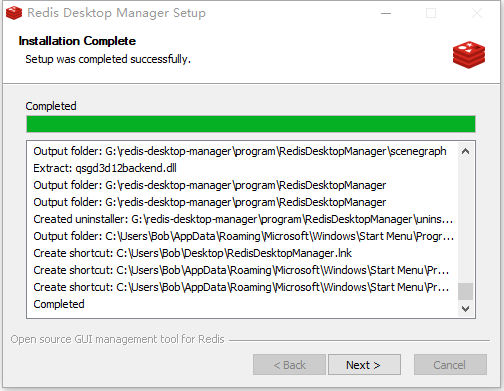 Redis Desktop Manager Setup
Installation Complete
Setup was completed successfully.
Completed
Output folder: G:\redis-desktop-manager\program\RedisDesktopManager\scenegraph
Extract: qsgd3d12backend.dll
Output folder: G:\redis-desktop-manager\program\RedisDesktopManager
Output folder: G:\redis-desktop-manager\program\RedisDesktopManager
Created uninstaller: G:\redis-desktop-manager\program\RedisDesktopManager\unins...
Output folder: C:\Users\Bob\AppData\Roaming\Microsoft\Windows\Start Menu\Progr...
Create shortcut: C:\Users\Bob\Desktop\RedisDesktopManager.lnk
Create shortcut: C:\Users\Bob\AppData\Roaming\Microsoft\Windows\Start Menu\Pr...
Create shortcut: C:\Users\Bob\AppData\Roaming\Microsoft\Windows\Start Menu\Pr...
Completed
Open source GUI management tool for Redis
< Back Next > Cancel